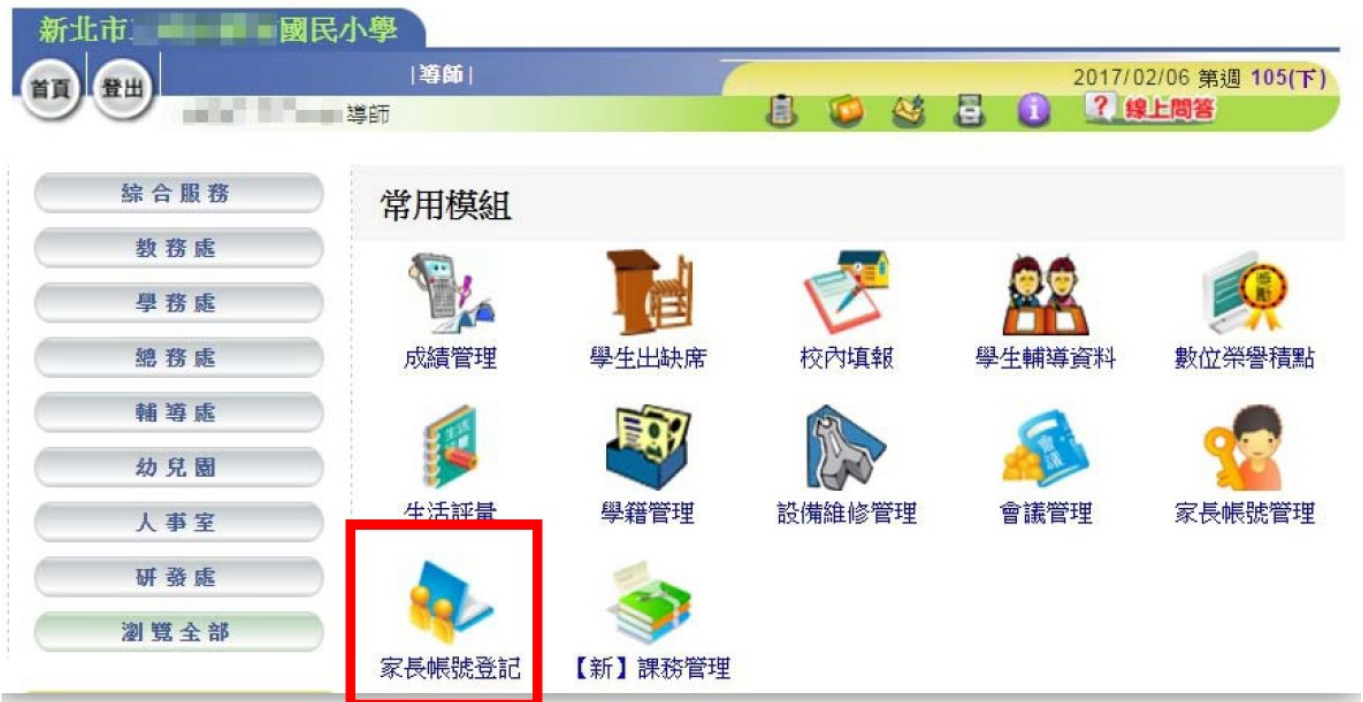 新北市 國民小學
首頁 登出 |導師| 2017/02/06 第週 105(下)
導師 ? 線上問答
綜合服務
教務處
學務處
總務處
輔導處
幼兒園
人事室
研發處
瀏覽全部
常用模組
成績管理 學生出缺席 校內填報 學生輔導資料 數位榮譽積點
生活評量 學籍管理 設備維修管理 會議管理 家長帳號管理
家長帳號登記 【新】課務管理